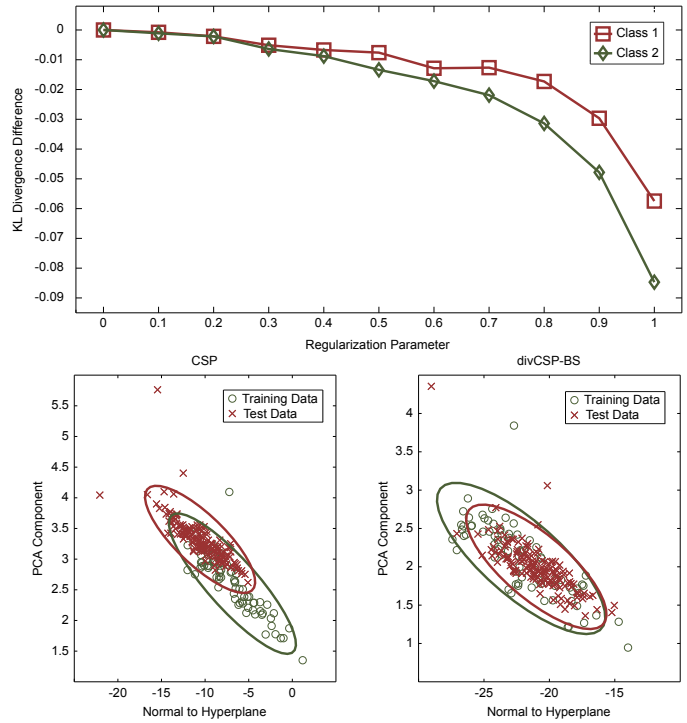 0
-0.01
-0.02
-0.03
-0.04
-0.05
-0.06
-0.07
-0.08
-0.09
KL Divergence Difference
Class 1
Class 2
0 0.1 0.2 0.3 0.4 0.5 0.6 0.7 0.8 0.9 1
Regularization Parameter
CSP
Training Data
Test Data
5.5
5
4.5
4
3.5
3
2.5
2
1.5
PCA Component
-20 -15 -10 -5 0
Normal to Hyperplane
divCSP-BS
Training Data
Test Data
4
3.5
3
2.5
2
1.5
1
PCA Component
-25 -20 -15
Normal to Hyperplane